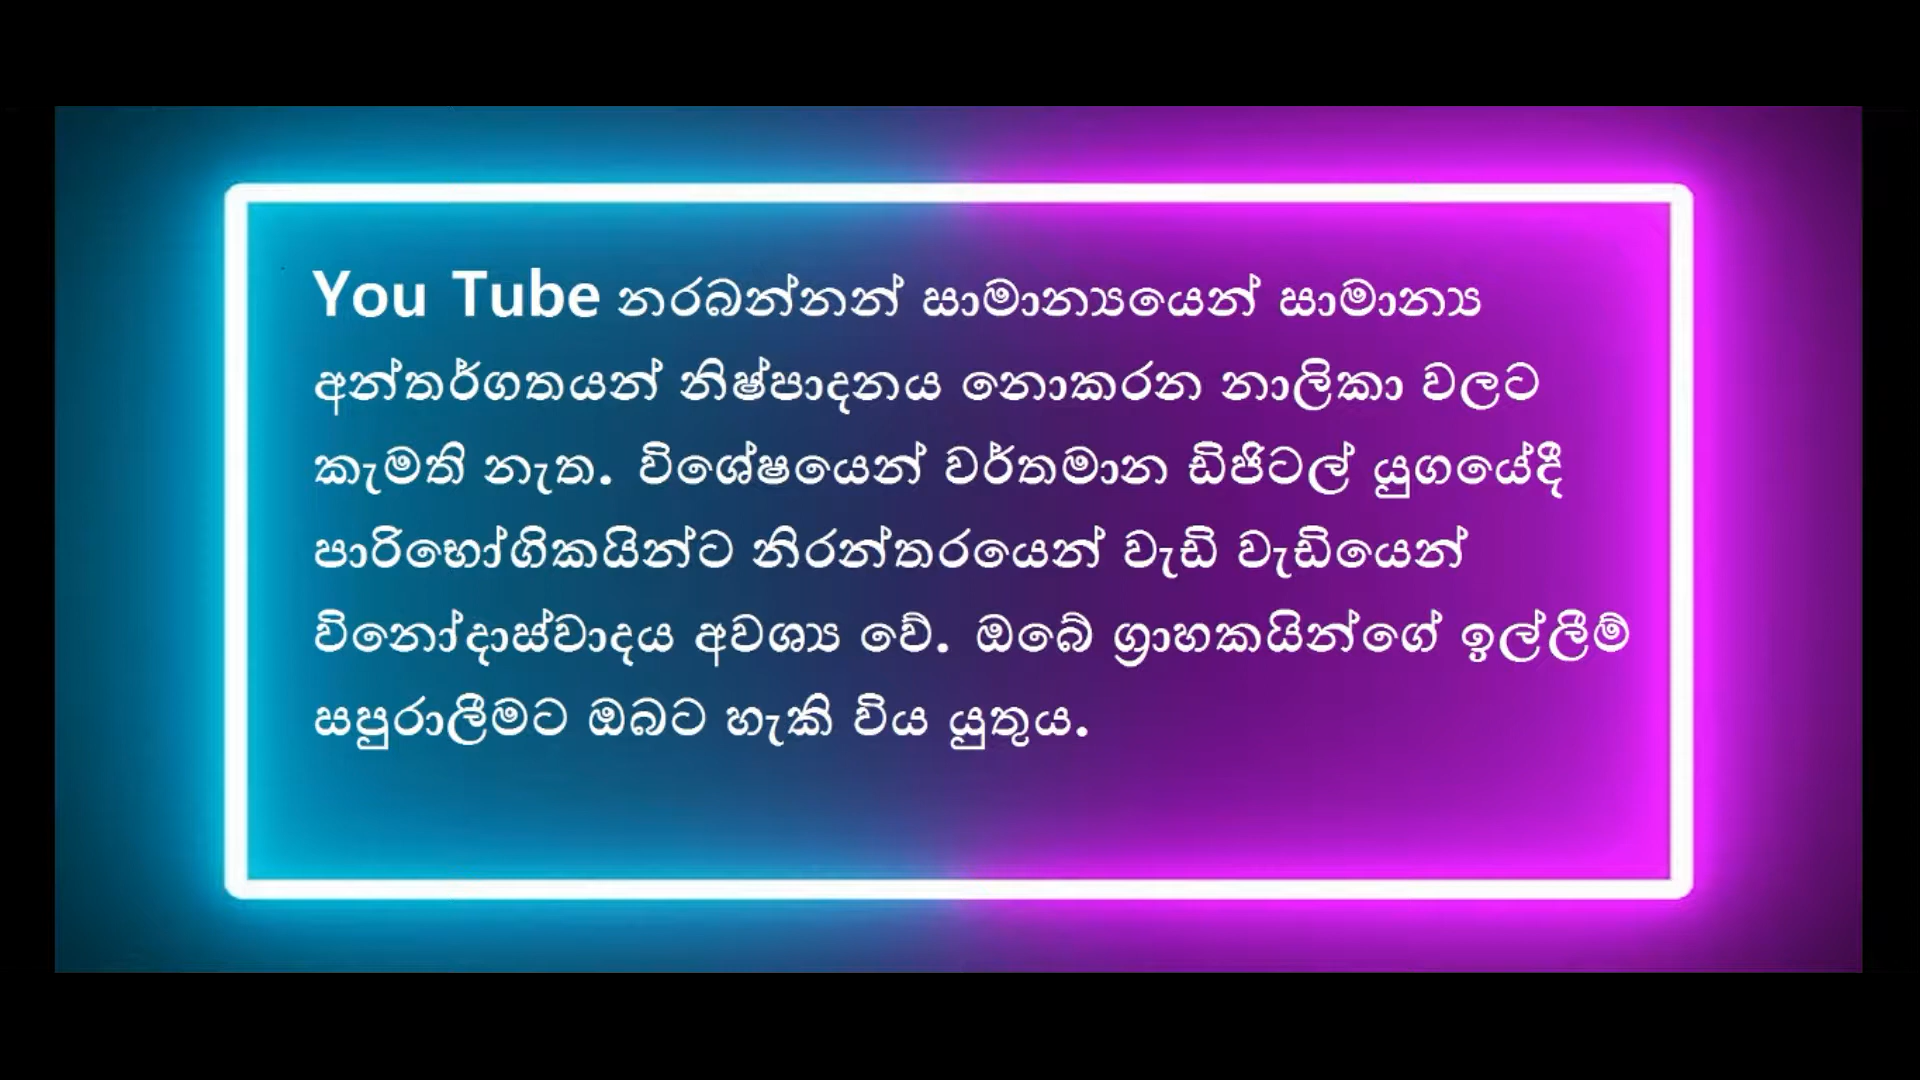 You Tube නරබන්නන් සාමාන්‍යයෙන් සාමාන්‍ය
අන්තර්ගතයන් නිෂ්පාදනය නොකරන නාලිකා වලට
කැමති නැත. විශේෂයෙන් වර්තමාන ඩිජිටල් යුගයේදී
පාරිභෝගිකයින්ට නිරන්තරයෙන් වැඩි වැඩියෙන්
විනෝදාස්වාදය අවශ්‍ය වේ. ඔබේ ග්‍රාහකයින්ගේ ඉල්ලීම්
සපුරාලීමට ඔබට හැකි විය යුතුය.